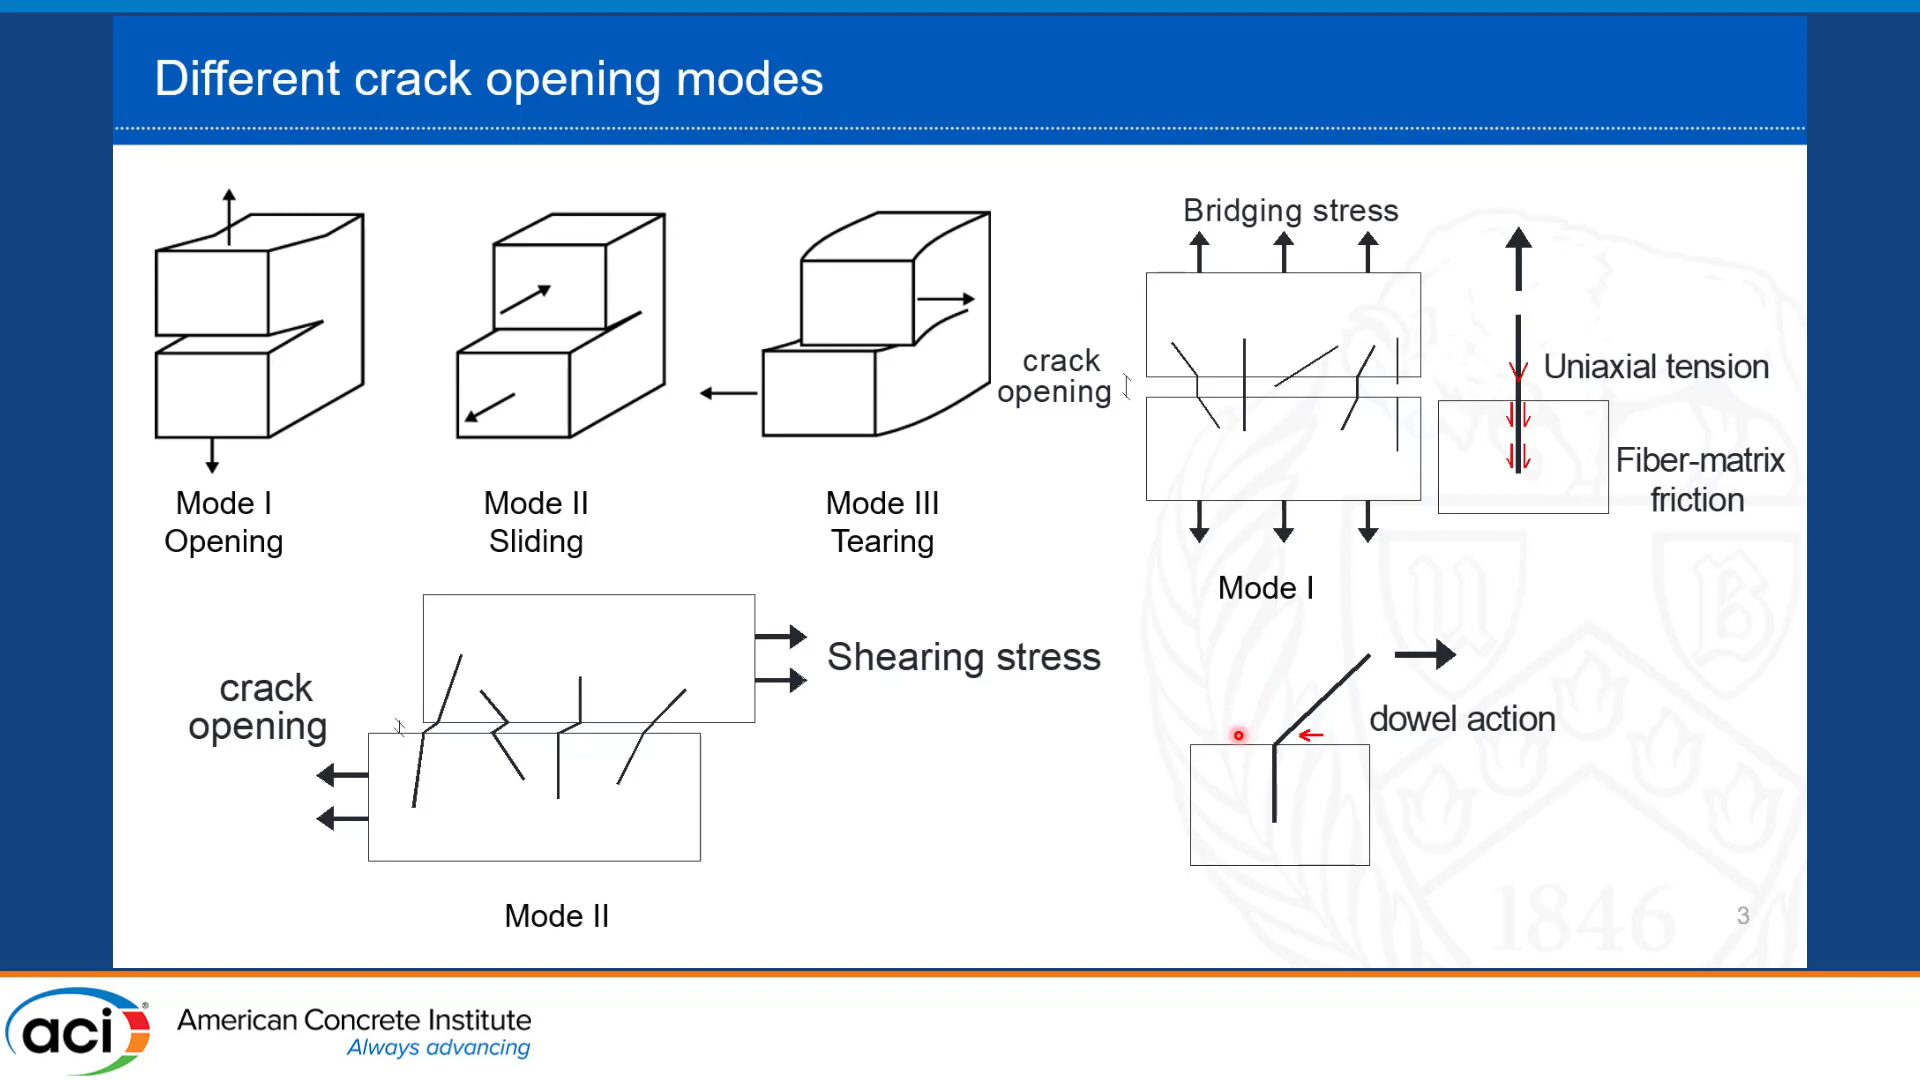 Different crack opening modes
Mode I
Opening
Mode II
Sliding
Mode III
Tearing
Bridging stress
crack
opening
Uniaxial tension
Fiber-matrix
friction
Mode I
crack
opening
Shearing stress
Mode II
dowel action
U B
1846
3
aci®
American Concrete Institute
Always advancing